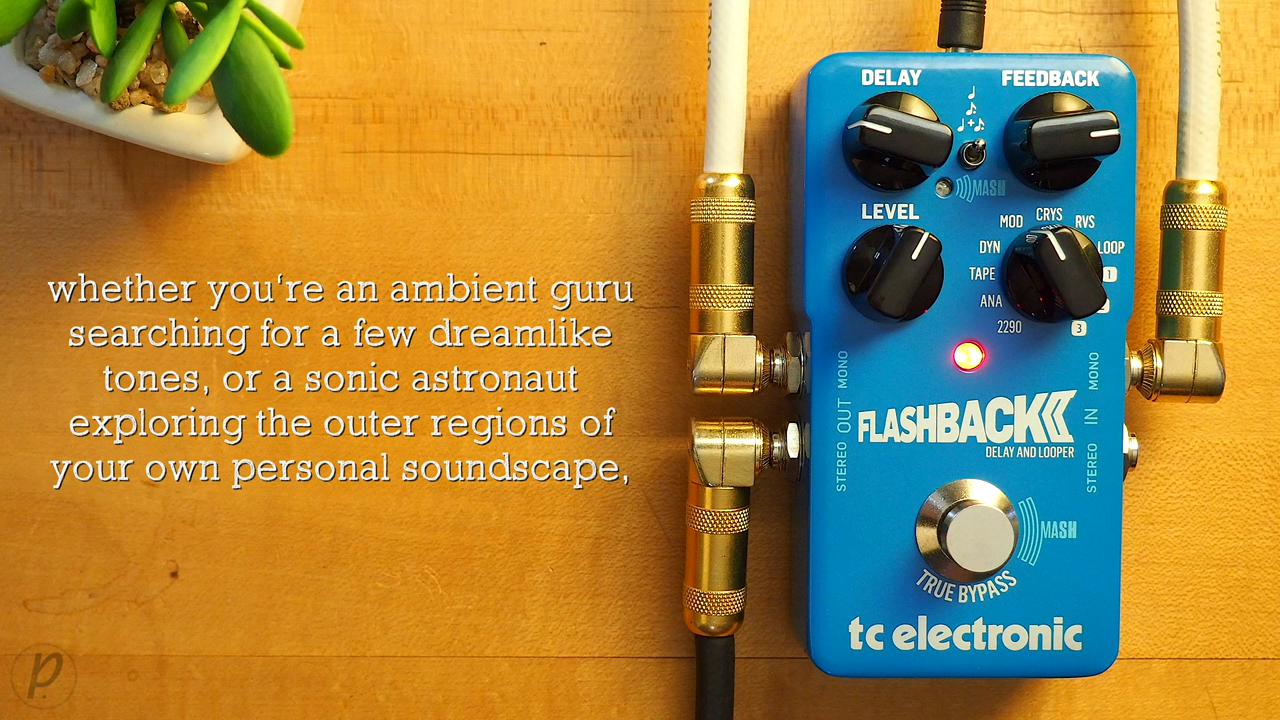 whether you're an ambient guru
searching for a few dreamlike
tones, or a sonic astronaut
exploring the outer regions of
your own personal soundscape,
DELAY
FEEDBACK
MASH
LEVEL
MOD
CRYS
RVS
DYN
LOOP
TAPE
1
ANA
2290
3
STEREO OUT MONO
STEREO IN MONO
FLASHBACK
DELAY AND LOOPER
MASH
TRUE BYPASS
tc electronic
p